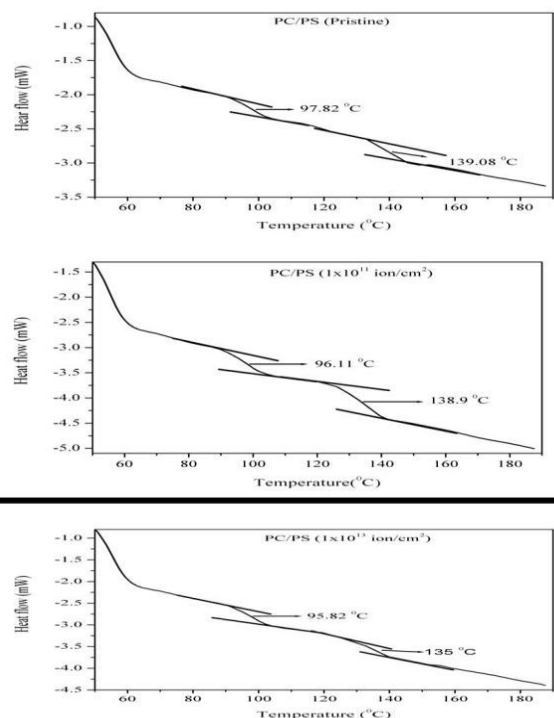 PC/PS (Pristine)
-1.0
-1.5
-2.0
-2.5
-3.0
-3.5
Hear flow (mW)
97.82 °C
139.08 °C
60 80 100 120 140 160 180
Temperature (°C)
PC/PS (1x10¹¹ ion/cm²)
-1.5
-2.0
-2.5
-3.0
-3.5
-4.0
-4.5
-5.0
Heat flow (mW)
96.11 °C
138.9 °C
60 80 100 120 140 160 180
Temperature(°C)
PC/PS (1x10¹³ ion/cm²)
-1.0
-1.5
-2.0
-2.5
-3.0
-3.5
-4.0
-4.5
Heat flow (mW)
95.82 °C
135 °C
60 80 100 120 140 160 180
Temperature (°C)